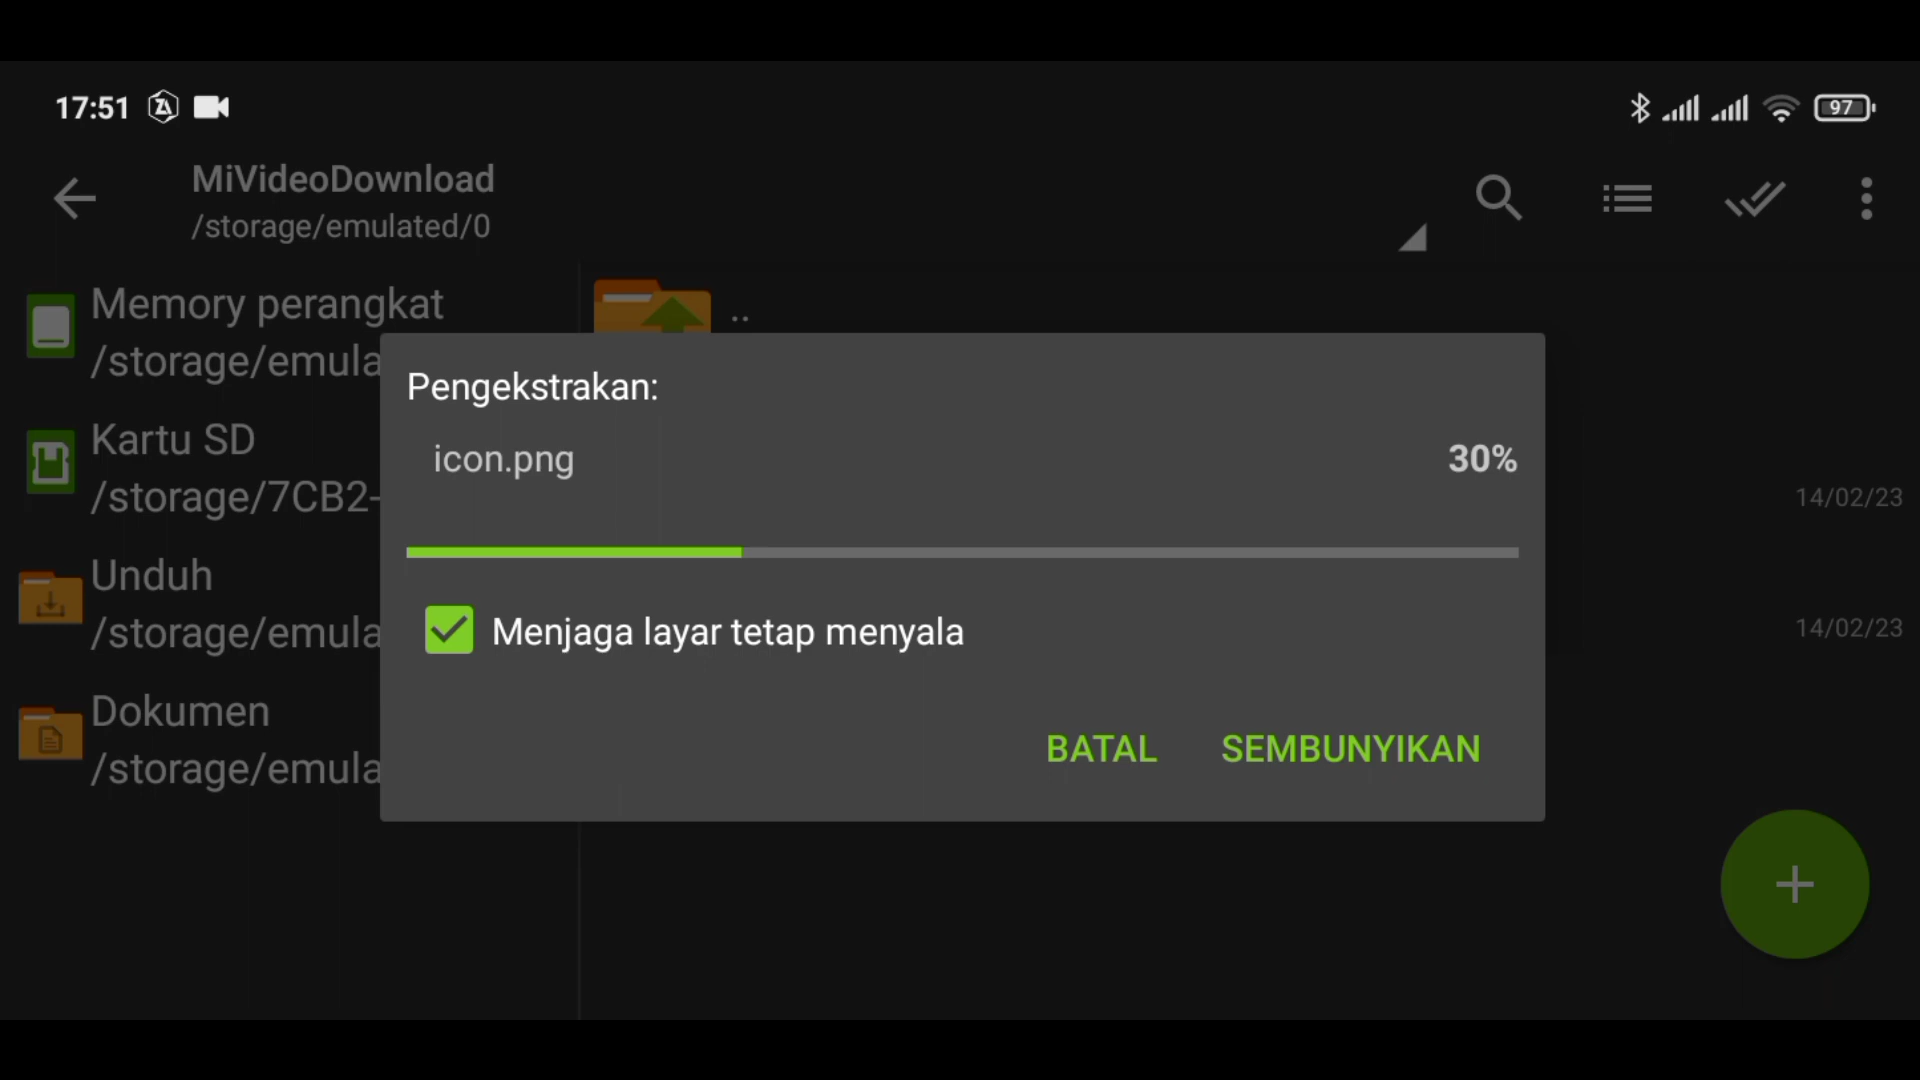 17:51
97
MiVideoDownload
/storage/emulated/0
Memory perangkat
/storage/emula
Kartu SD
/storage/7CB2-
Unduh
/storage/emula
Dokumen
/storage/emula
..
Pengekstrakan:
icon.png
30%
Menjaga layar tetap menyala
BATAL
SEMBUNYIKAN
14/02/23
14/02/23